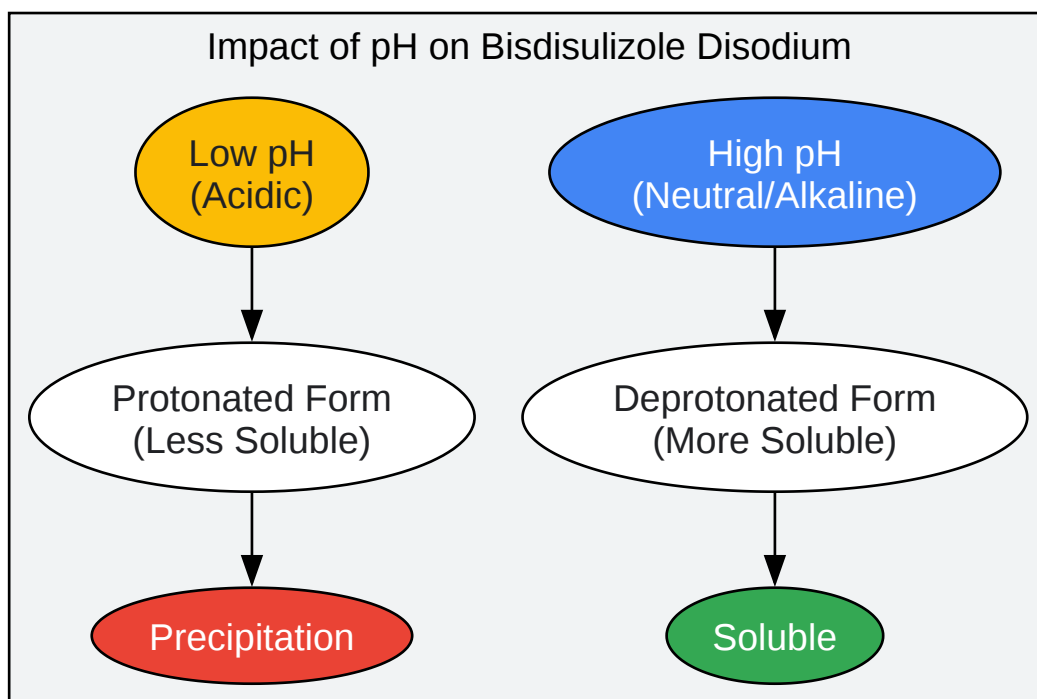 Impact of pH on Bisdisulizole Disodium
Low pH
(Acidic)
High pH
(Neutral/Alkaline)
Protonated Form
(Less Soluble)
Deprotonated Form
(More Soluble)
Precipitation
Soluble